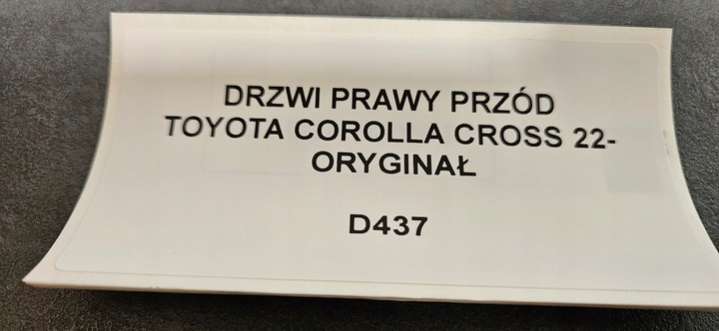 DRZWI PRAWY PRZÓD
TOYOTA COROLLA CROSS 22-
ORYGINAŁ
D437